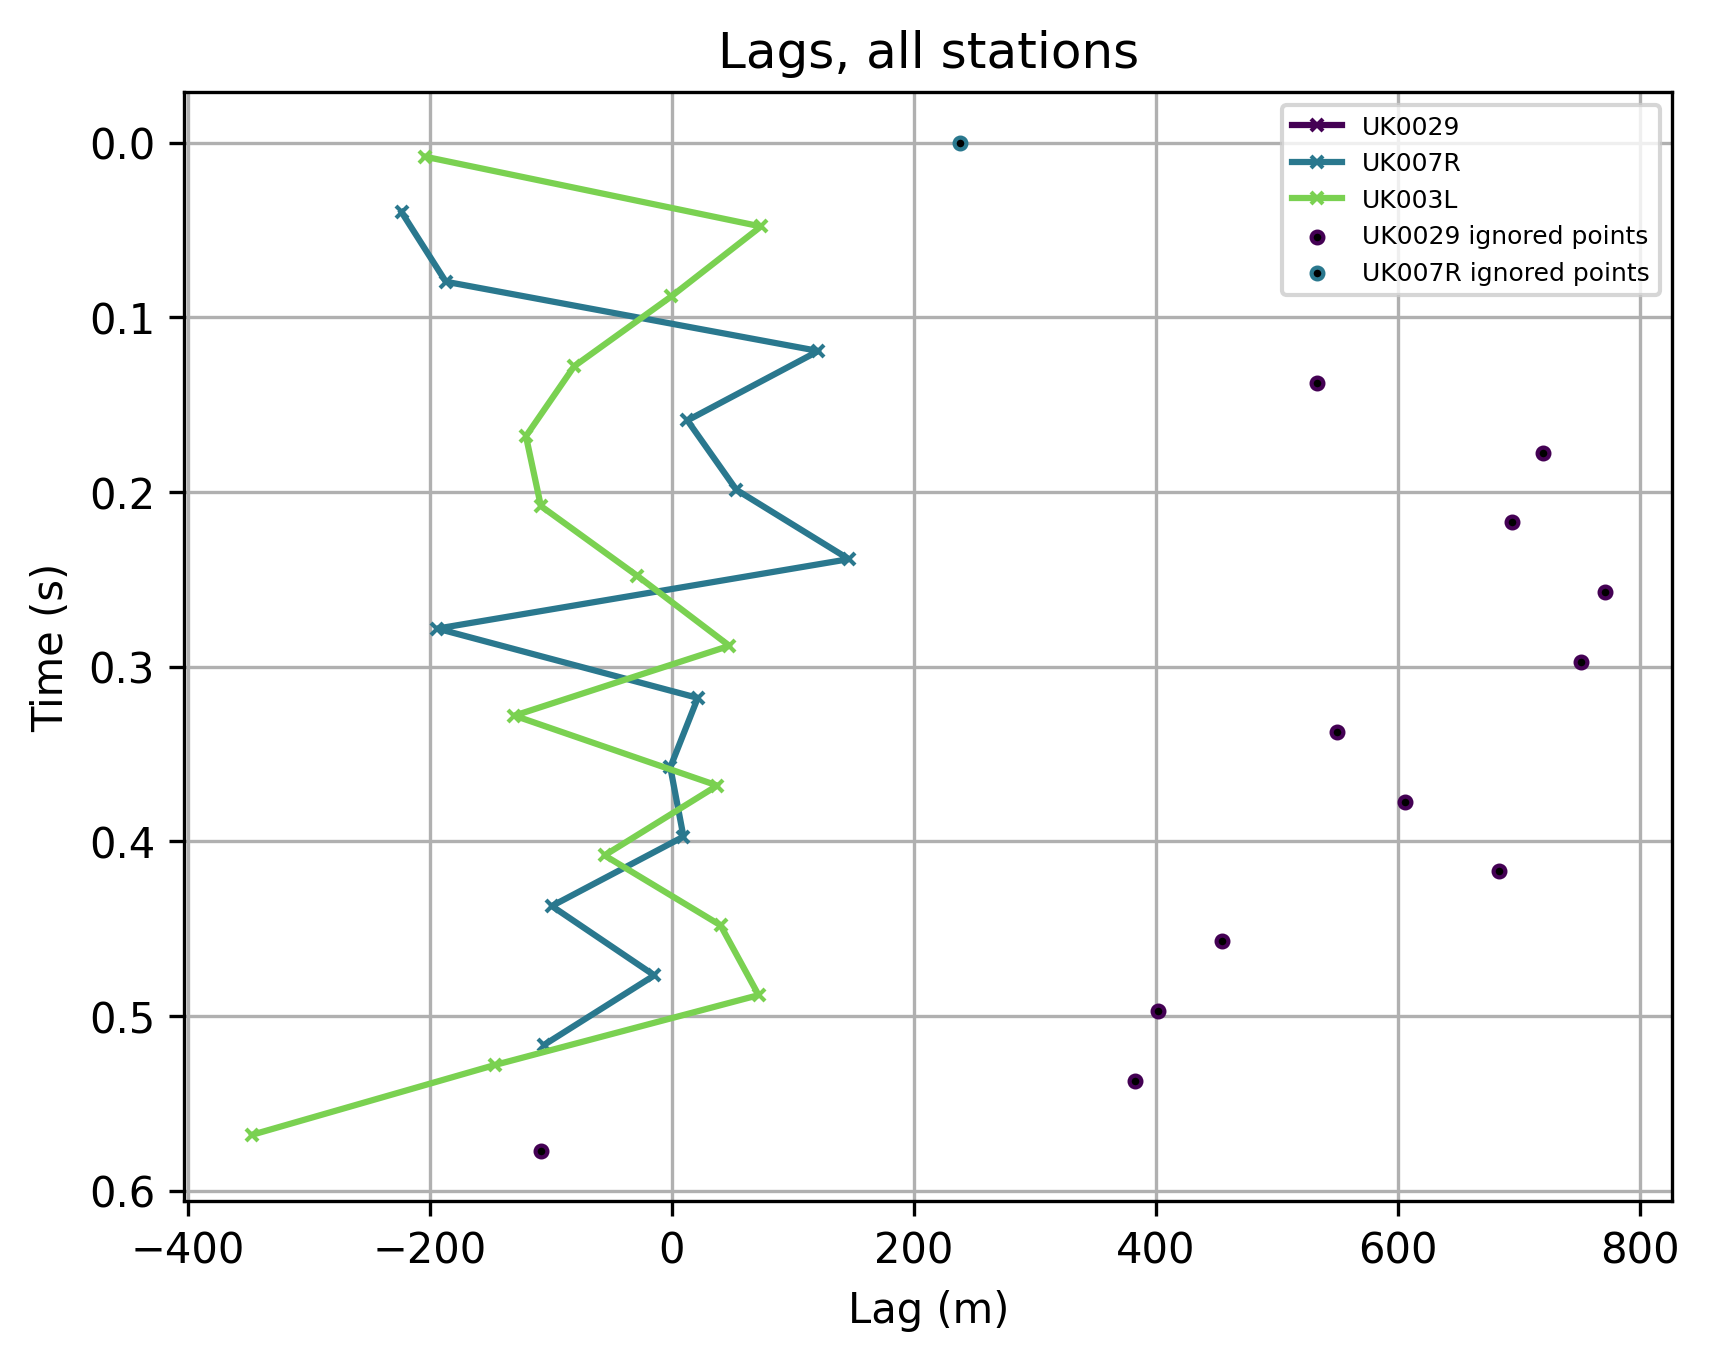 Lags, all stations
UK0029
UK007R
UK003L
UK0029 ignored points
UK007R ignored points
0.0
0.1
0.2
0.3
0.4
0.5
0.6
Time (s)
−400
−200
0
200
400
600
800
Lag (m)